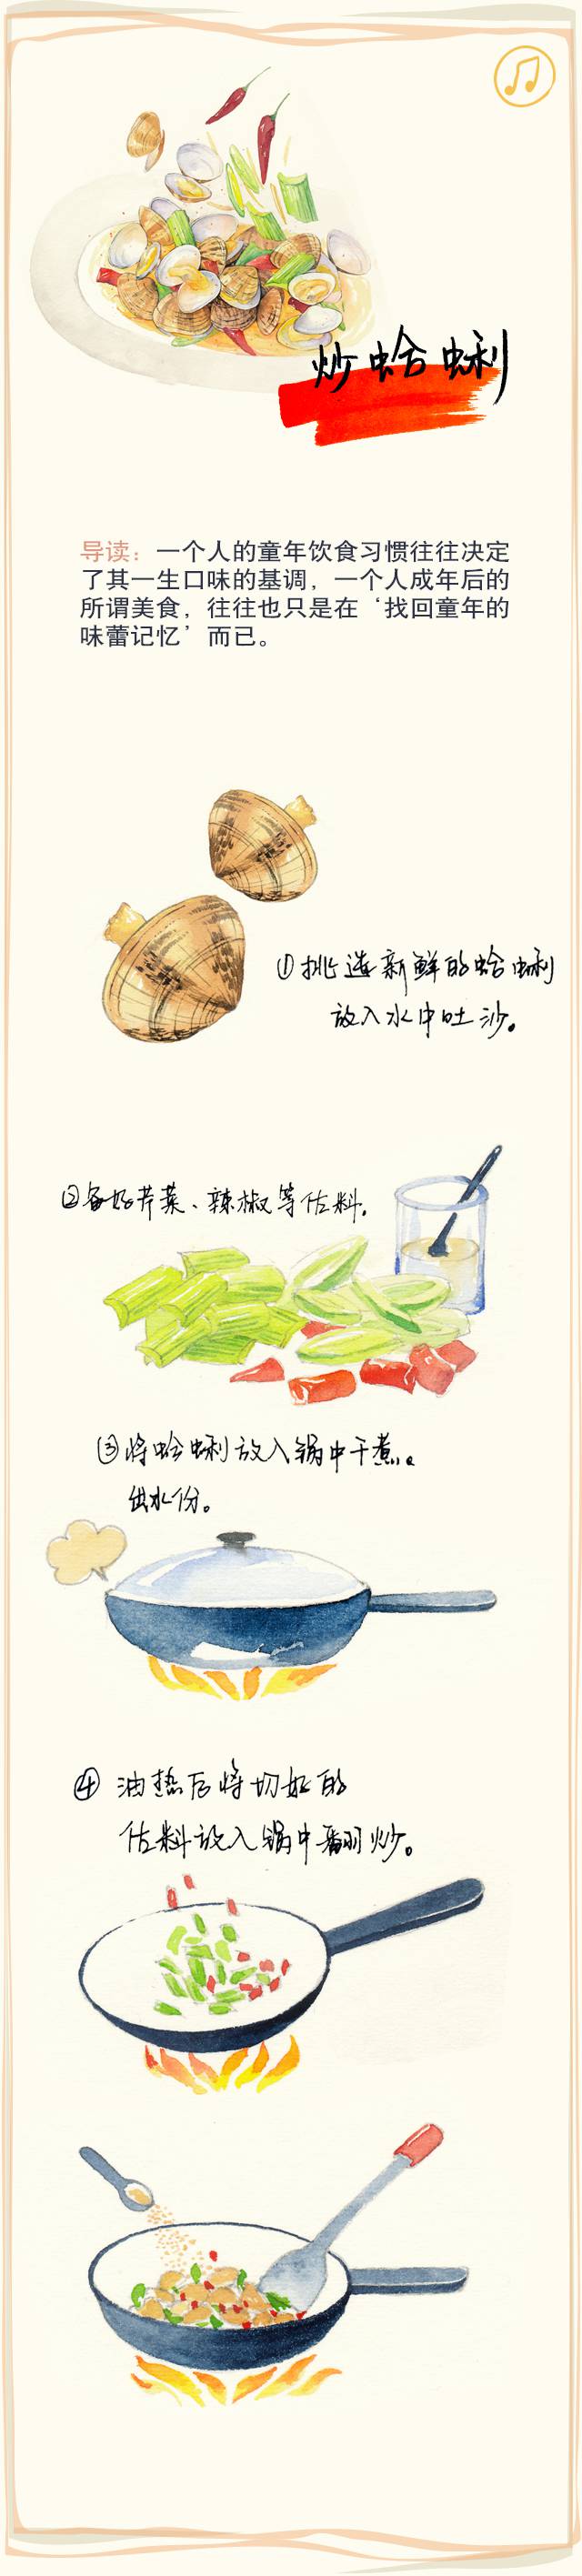 炒蛤蜊
导读：一个人的童年饮食习惯往往决定
了其一生口味的基调，一个人成年后的
所谓美食，往往也只是在‘找回童年的
味蕾记忆’而已。
①挑选新鲜的蛤蜊
放入水中吐沙。
②备好芹菜、辣椒等佐料。
③将蛤蜊放入锅中干煮。
出水份。
④油热后将切好的
佐料放入锅中翻炒。